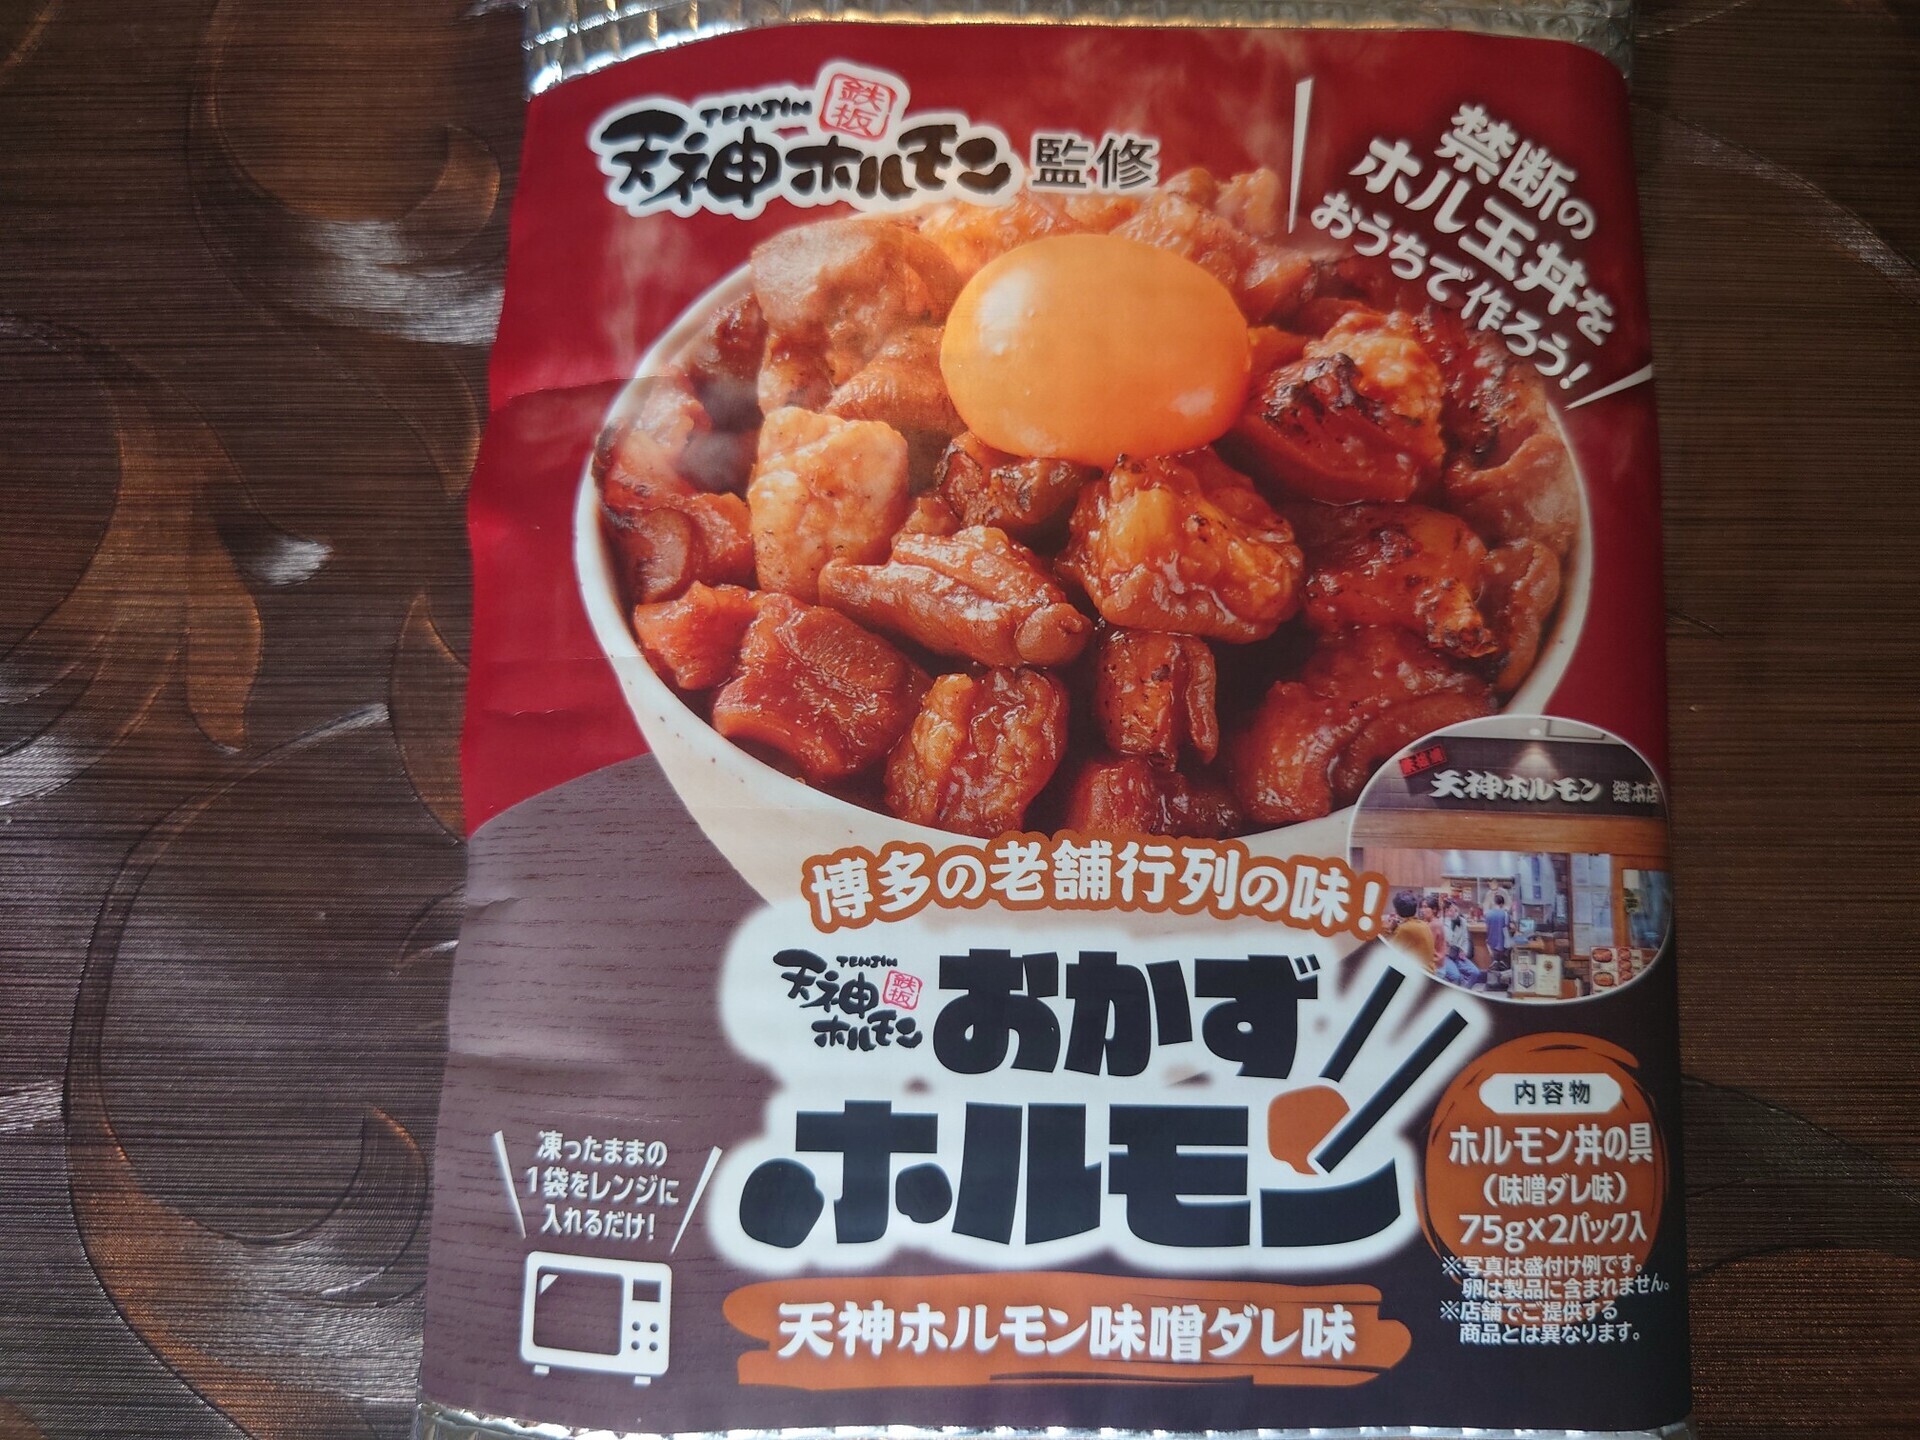 TENJIN
鉄板
天神ホルモン 監修
禁断の
ホル玉丼を
おうちで作ろう!
天神ホルモン 総本店
博多の老舗行列の味!
TENJIN
天神
鉄板
ホルモン
おかず
ホルモン
天神ホルモン味噌ダレ味
凍ったままの
1袋をレンジに
入れるだけ!
内容物
ホルモン丼の具
(味噌ダレ味)
75g×2パック入
※写真は盛付け例です。
卵は製品に含まれません。
※店舗でご提供する
商品とは異なります。